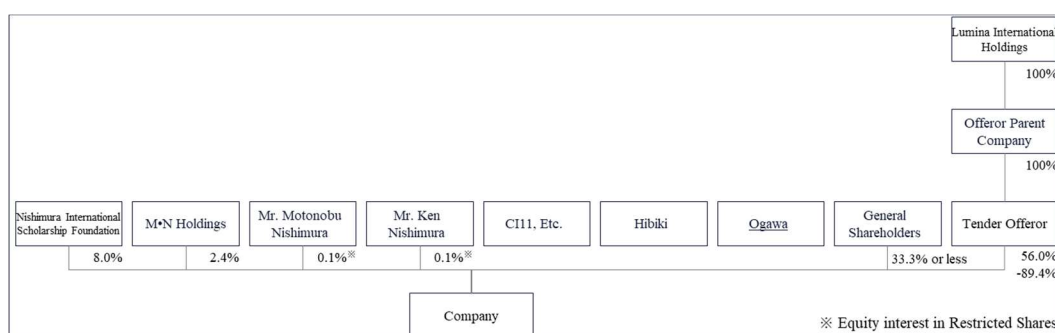 Lumina International
Holdings
100%
Offeror Parent
Company
100%
Nishimura International
Scholarship Foundation
M•N Holdings
Mr. Motonobu
Nishimura
Mr. Ken
Nishimura
CI11, Etc.
Hibiki
Ogawa
General
Shareholders
Tender Offeror
8.0%
2.4%
0.1%※
0.1%※
33.3% or less
56.0%
-89.4%
Company
※ Equity interest in Restricted Shares